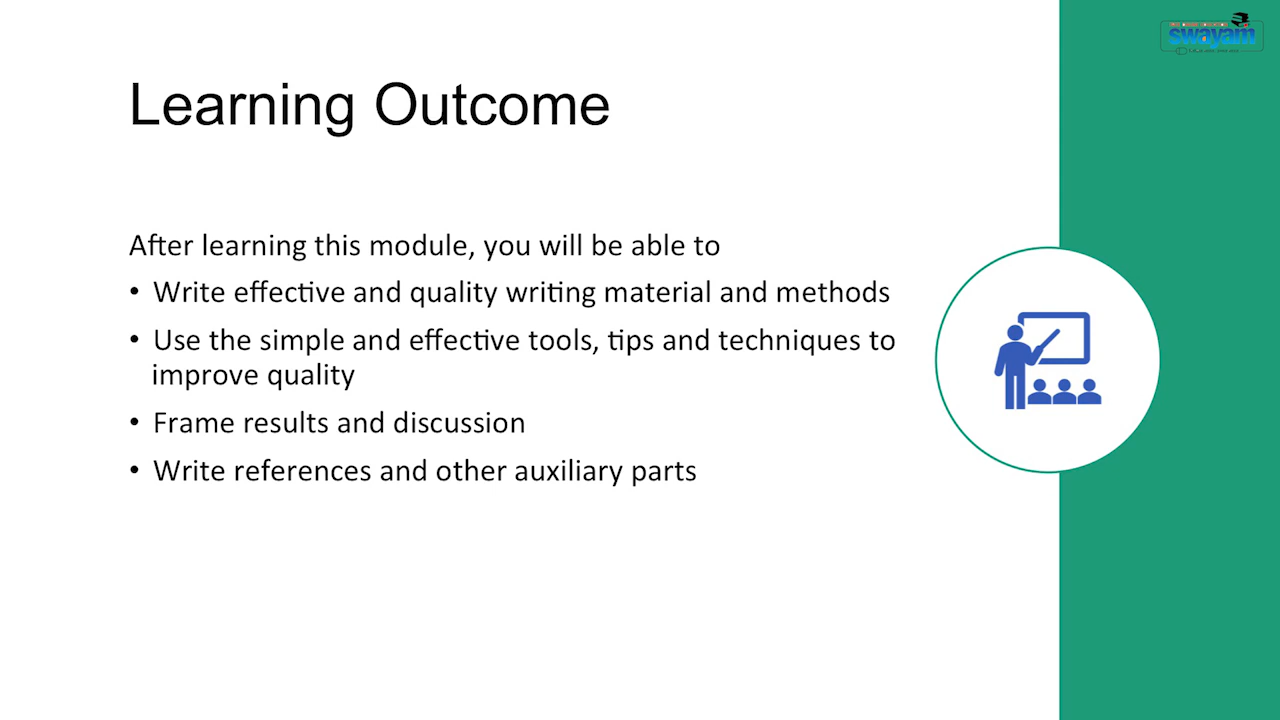 swayam
Learning Outcome
After learning this module, you will be able to
• Write effective and quality writing material and methods
• Use the simple and effective tools, tips and techniques to
improve quality
• Frame results and discussion
• Write references and other auxiliary parts